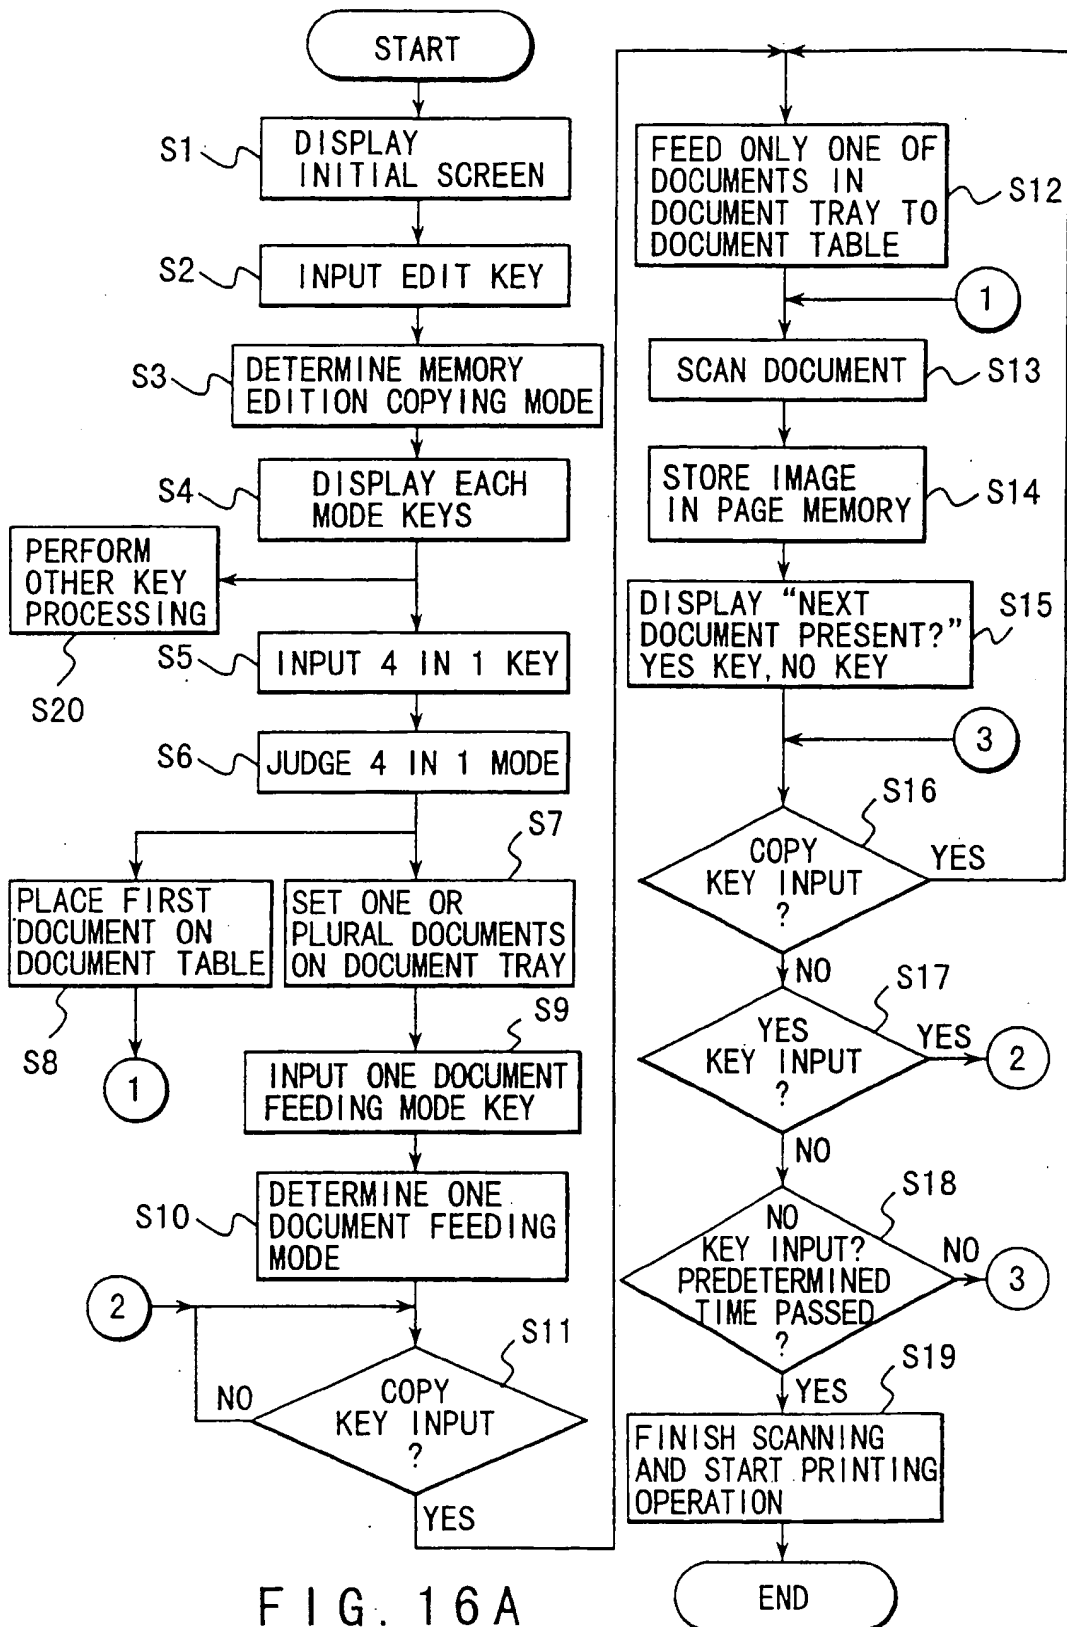 START
S1
DISPLAY
INITIAL SCREEN
S2
INPUT EDIT KEY
S3
DETERMINE MEMORY
EDITION COPYING MODE
S4
DISPLAY EACH
MODE KEYS
PERFORM
OTHER KEY
PROCESSING
S20
S5
INPUT 4 IN 1 KEY
S6
JUDGE 4 IN 1 MODE
S7
PLACE FIRST
DOCUMENT ON
DOCUMENT TABLE
S8
1
SET ONE OR
PLURAL DOCUMENTS
ON DOCUMENT TRAY
S9
INPUT ONE DOCUMENT
FEEDING MODE KEY
S10
DETERMINE ONE
DOCUMENT FEEDING
MODE
2
S11
COPY
KEY INPUT
?
NO
YES
FEED ONLY ONE OF
DOCUMENTS IN
DOCUMENT TRAY TO
DOCUMENT TABLE
S12
1
SCAN DOCUMENT
S13
STORE IMAGE
IN PAGE MEMORY
S14
DISPLAY “NEXT
DOCUMENT PRESENT?”
YES KEY, NO KEY
S15
3
S16
COPY
KEY INPUT
?
YES
NO
S17
YES
KEY INPUT
?
YES
2
NO
S18
NO
KEY INPUT?
PREDETERMINED
TIME PASSED
?
NO
3
YES
S19
FINISH SCANNING
AND START PRINTING
OPERATION
END
FIG. 16A